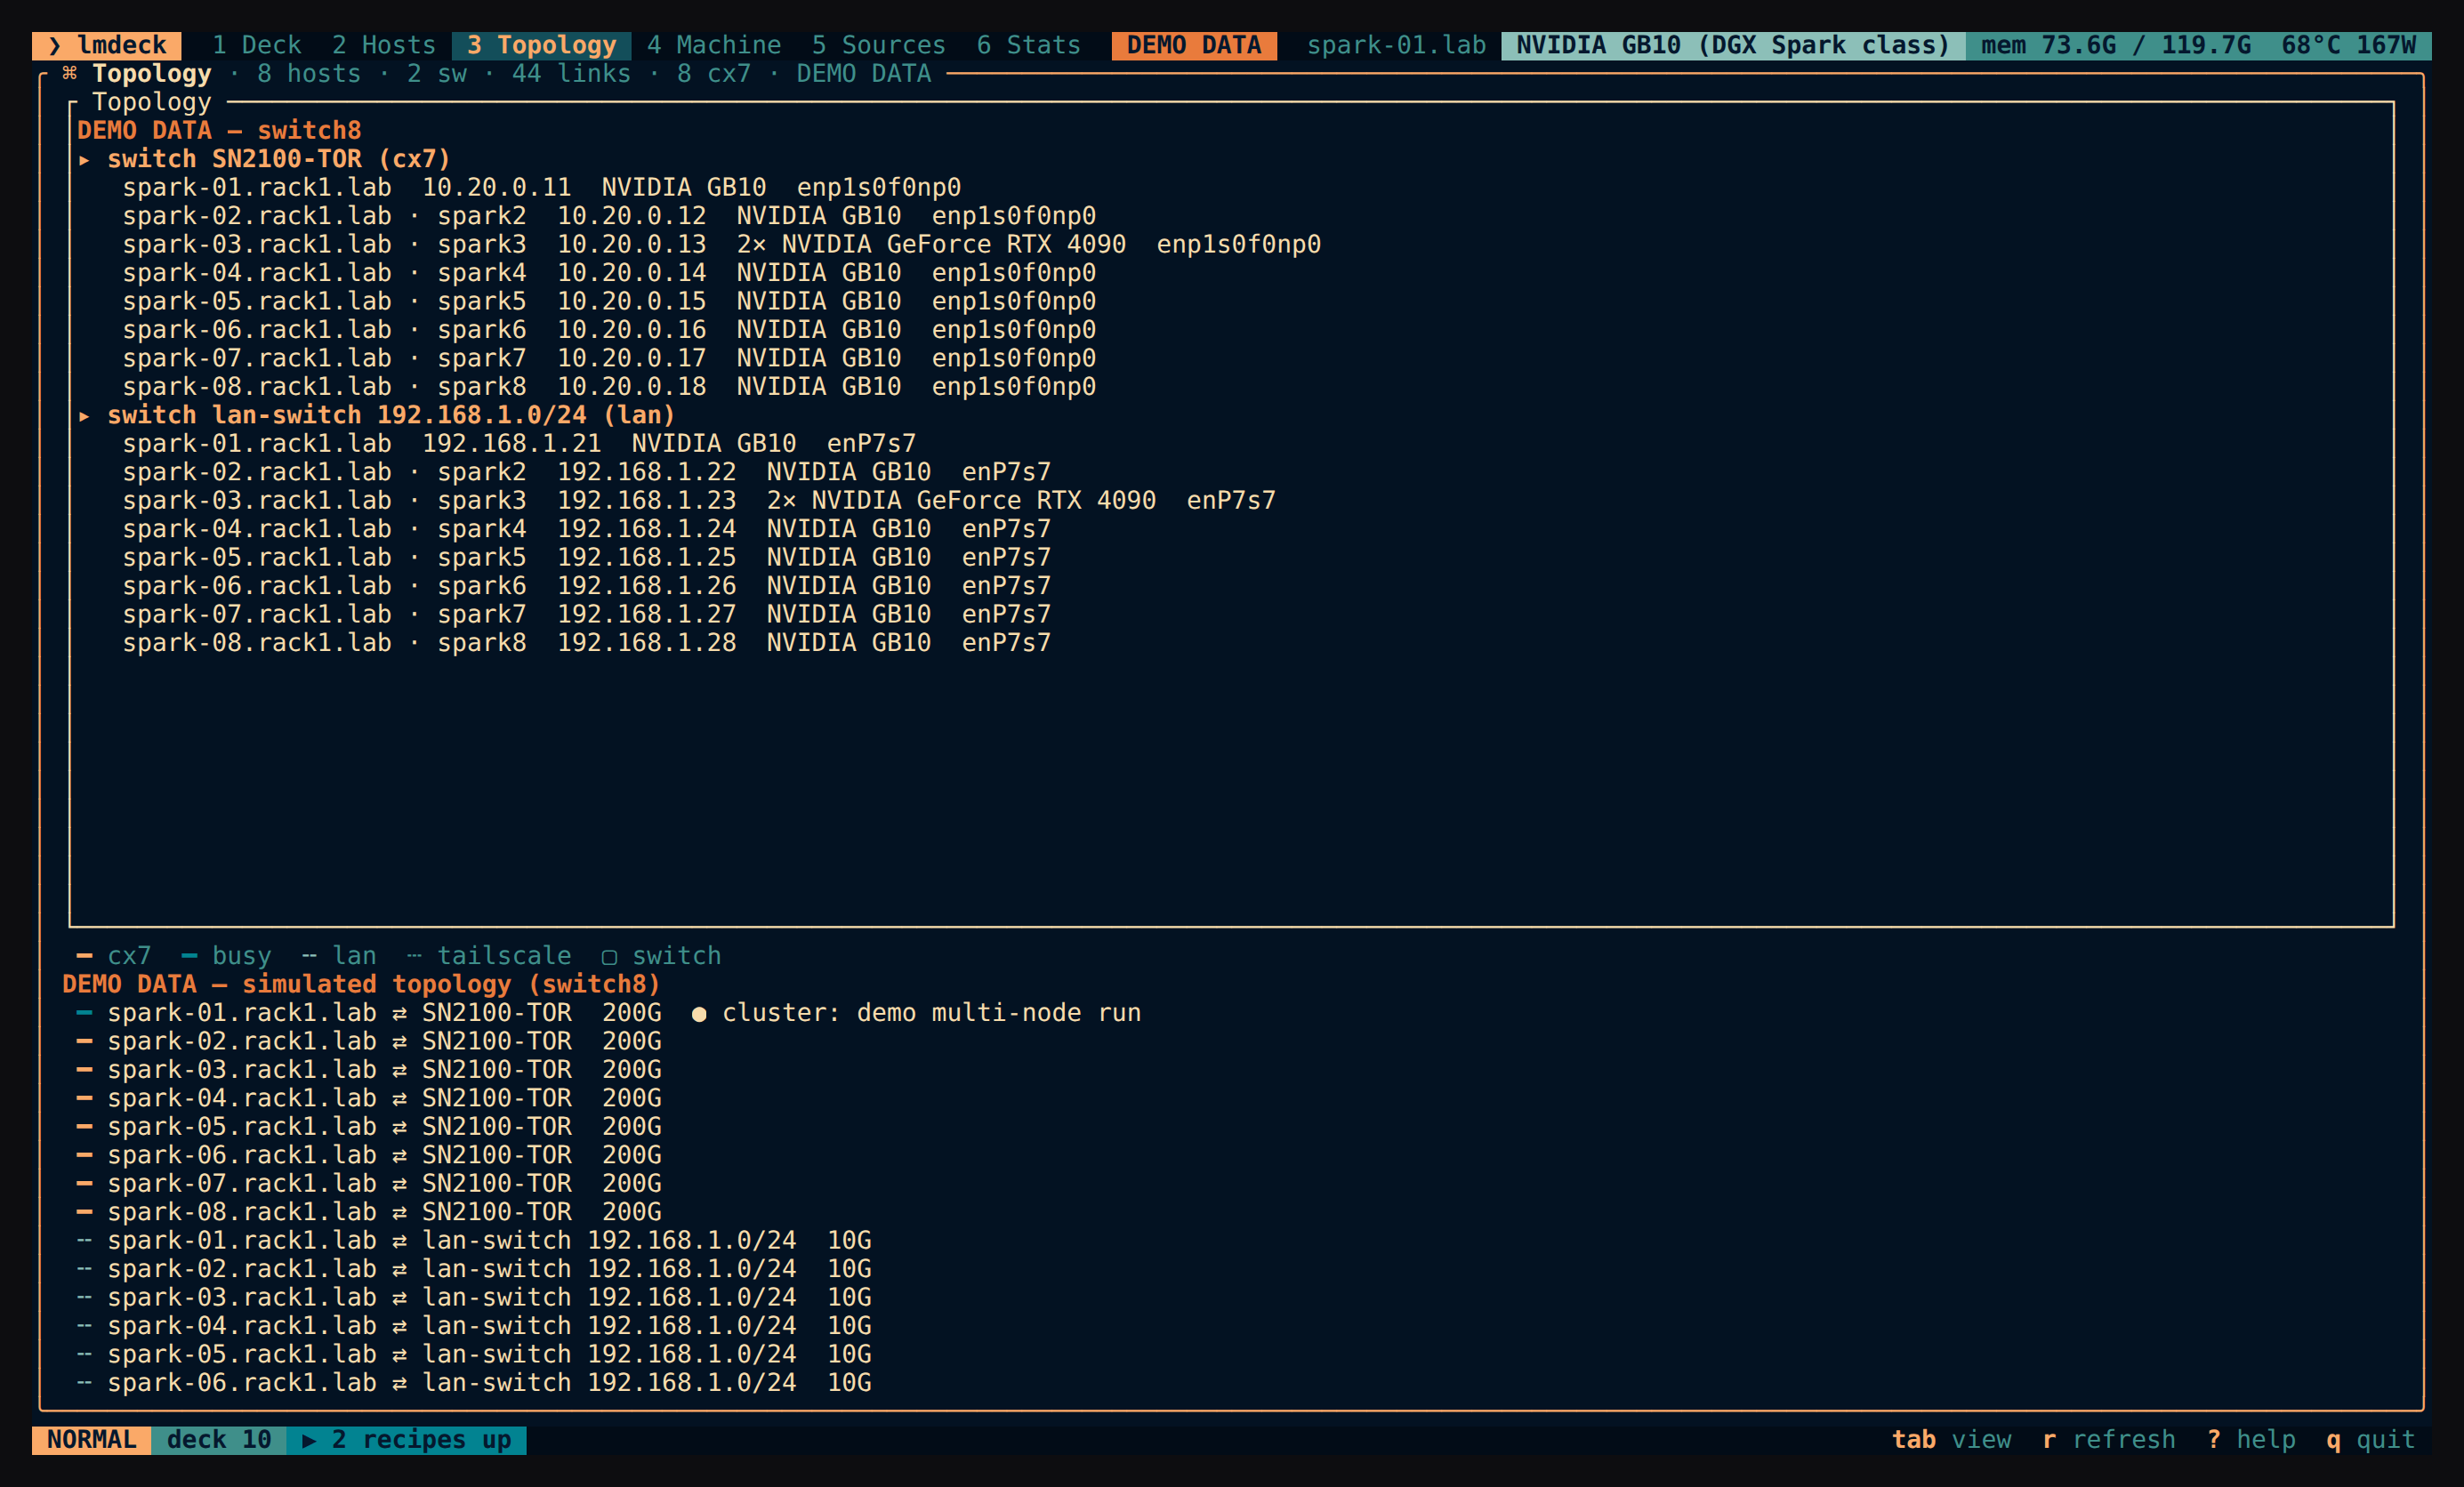 ❯ lmdeck  1 Deck  2 Hosts  3 Topology  4 Machine  5 Sources  6 Stats  DEMO DATA  spark-01.lab  NVIDIA GB10 (DGX Spark class)  mem 73.6G / 119.7G  68°C 167W
⌘ Topology · 8 hosts · 2 sw · 44 links · 8 cx7 · DEMO DATA
Topology
DEMO DATA — switch8
▸ switch SN2100-TOR (cx7)
spark-01.rack1.lab  10.20.0.11  NVIDIA GB10  enp1s0f0np0
spark-02.rack1.lab · spark2  10.20.0.12  NVIDIA GB10  enp1s0f0np0
spark-03.rack1.lab · spark3  10.20.0.13  2× NVIDIA GeForce RTX 4090  enp1s0f0np0
spark-04.rack1.lab · spark4  10.20.0.14  NVIDIA GB10  enp1s0f0np0
spark-05.rack1.lab · spark5  10.20.0.15  NVIDIA GB10  enp1s0f0np0
spark-06.rack1.lab · spark6  10.20.0.16  NVIDIA GB10  enp1s0f0np0
spark-07.rack1.lab · spark7  10.20.0.17  NVIDIA GB10  enp1s0f0np0
spark-08.rack1.lab · spark8  10.20.0.18  NVIDIA GB10  enp1s0f0np0
▸ switch lan-switch 192.168.1.0/24 (lan)
spark-01.rack1.lab  192.168.1.21  NVIDIA GB10  enP7s7
spark-02.rack1.lab · spark2  192.168.1.22  NVIDIA GB10  enP7s7
spark-03.rack1.lab · spark3  192.168.1.23  2× NVIDIA GeForce RTX 4090  enP7s7
spark-04.rack1.lab · spark4  192.168.1.24  NVIDIA GB10  enP7s7
spark-05.rack1.lab · spark5  192.168.1.25  NVIDIA GB10  enP7s7
spark-06.rack1.lab · spark6  192.168.1.26  NVIDIA GB10  enP7s7
spark-07.rack1.lab · spark7  192.168.1.27  NVIDIA GB10  enP7s7
spark-08.rack1.lab · spark8  192.168.1.28  NVIDIA GB10  enP7s7
━ cx7  ━ busy  ╌ lan  ┄ tailscale  ▢ switch
DEMO DATA — simulated topology (switch8)
━ spark-01.rack1.lab ⇄ SN2100-TOR  200G  ● cluster: demo multi-node run
━ spark-02.rack1.lab ⇄ SN2100-TOR  200G
━ spark-03.rack1.lab ⇄ SN2100-TOR  200G
━ spark-04.rack1.lab ⇄ SN2100-TOR  200G
━ spark-05.rack1.lab ⇄ SN2100-TOR  200G
━ spark-06.rack1.lab ⇄ SN2100-TOR  200G
━ spark-07.rack1.lab ⇄ SN2100-TOR  200G
━ spark-08.rack1.lab ⇄ SN2100-TOR  200G
╌ spark-01.rack1.lab ⇄ lan-switch 192.168.1.0/24  10G
╌ spark-02.rack1.lab ⇄ lan-switch 192.168.1.0/24  10G
╌ spark-03.rack1.lab ⇄ lan-switch 192.168.1.0/24  10G
╌ spark-04.rack1.lab ⇄ lan-switch 192.168.1.0/24  10G
╌ spark-05.rack1.lab ⇄ lan-switch 192.168.1.0/24  10G
╌ spark-06.rack1.lab ⇄ lan-switch 192.168.1.0/24  10G
NORMAL  deck 10  ▶ 2 recipes up  tab view  r refresh  ? help  q quit